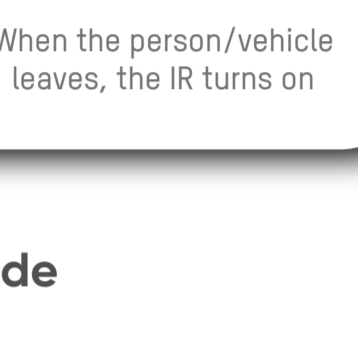 When the person/vehicle
leaves, the IR turns on
de